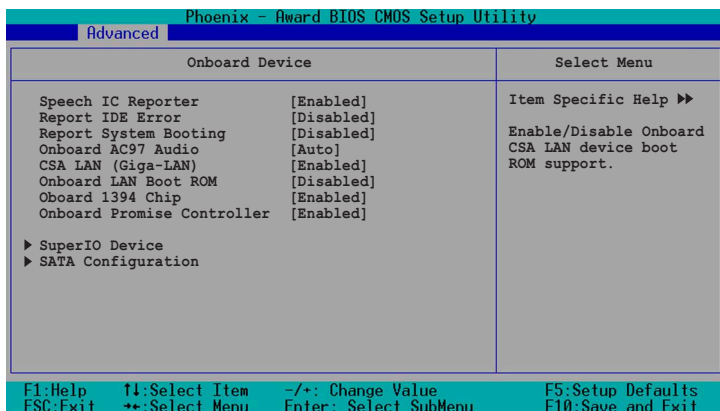 Phoenix - Award BIOS CMOS Setup Utility
Advanced
Onboard Device
Select Menu
Speech IC Reporter [Enabled]
Report IDE Error [Disabled]
Report System Booting [Disabled]
Onboard AC97 Audio [Auto]
CSA LAN (Giga-LAN) [Enabled]
Onboard LAN Boot ROM [Disabled]
Oboard 1394 Chip [Enabled]
Onboard Promise Controller [Enabled]
▶ SuperIO Device
▶ SATA Configuration
Item Specific Help ▶▶
Enable/Disable Onboard
CSA LAN device boot
ROM support.
F1:Help ↑↓:Select Item -/+: Change Value F5:Setup Defaults
ESC:Exit →←:Select Menu Enter: Select SubMenu F10:Save and Exit